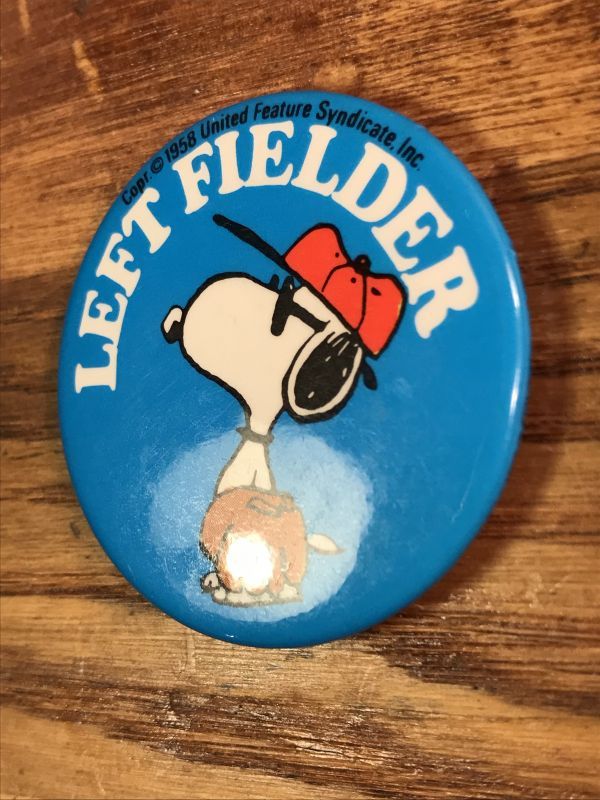 Copr. © 1958 United Feature Syndicate, Inc.
LEFT FIELDER